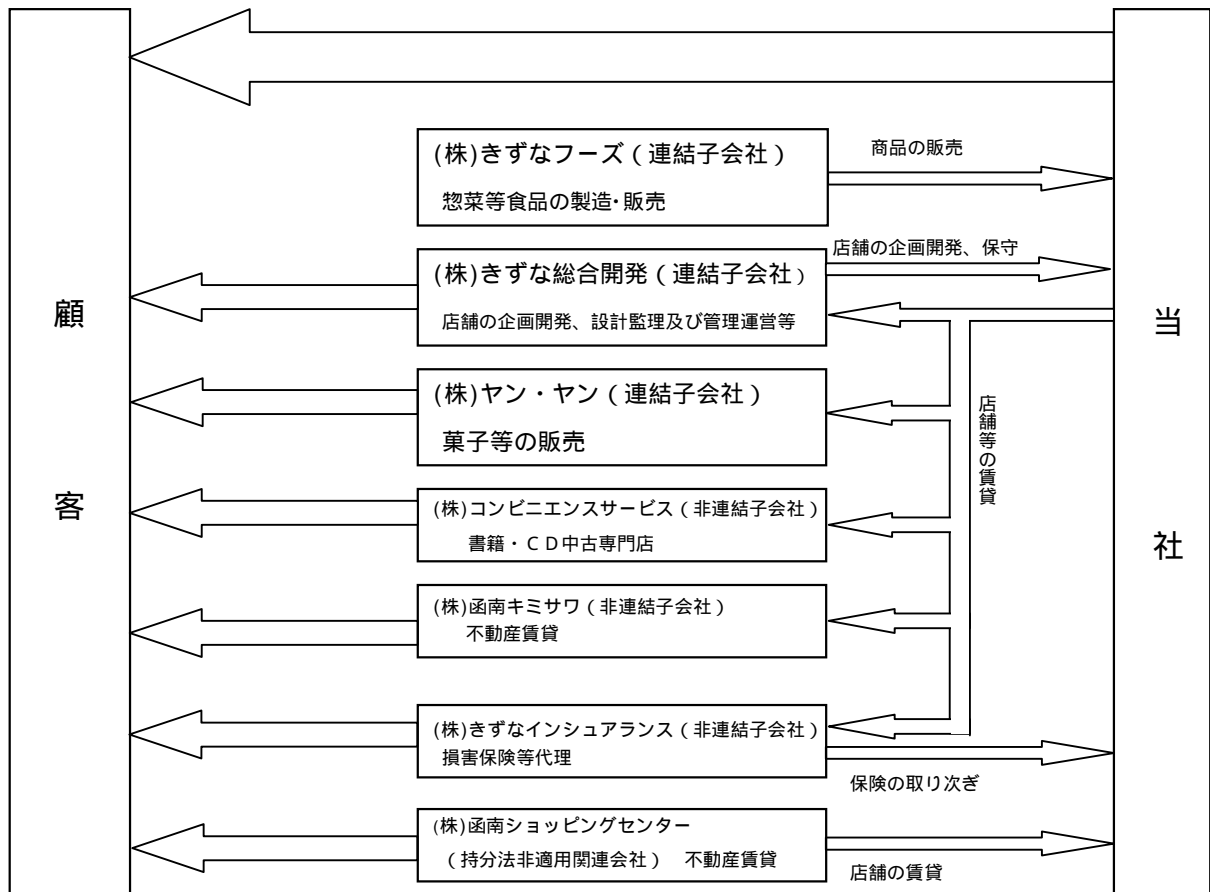 顧客
(株)きずなフーズ（連結子会社）
惣菜等食品の製造・販売
商品の販売
(株)きずな総合開発（連結子会社）
店舗の企画開発、設計監理及び管理運営等
店舗の企画開発、保守
(株)ヤン・ヤン（連結子会社）
菓子等の販売
(株)コンビニエンスサービス（非連結子会社）
書籍・ＣＤ中古専門店
(株)函南キミサワ（非連結子会社）
不動産賃貸
(株)きずなインシュアランス（非連結子会社）
損害保険等代理
保険の取り次ぎ
(株)函南ショッピングセンター
（持分法非適用関連会社）　不動産賃貸
店舗の賃貸
店舗等の賃貸
当社